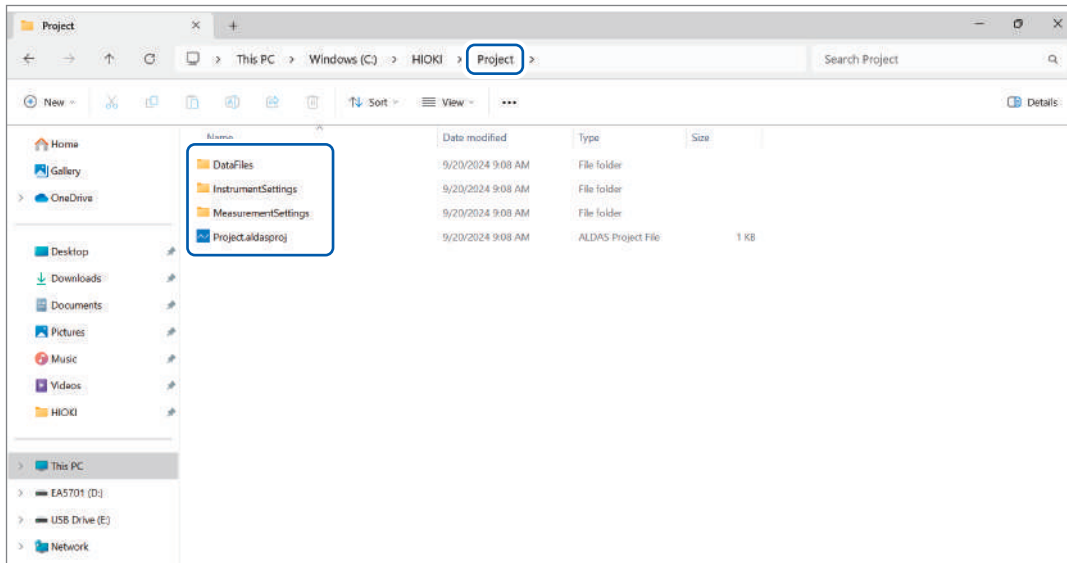 Project
This PC > Windows (C:) > HIOKI > Project >
Search Project
New
Sort
View
Details
Name
Date modified
Type
Size
Home
Gallery
OneDrive
Desktop
Downloads
Documents
Pictures
Music
Videos
HIOKI
This PC
EA5701 (D:)
USB Drive (E:)
Network
DataFiles 9/20/2024 9:08 AM File folder
InstrumentSettings 9/20/2024 9:08 AM File folder
MeasurementSettings 9/20/2024 9:08 AM File folder
Project.aldasproj 9/20/2024 9:08 AM ALDAS Project File 1 KB